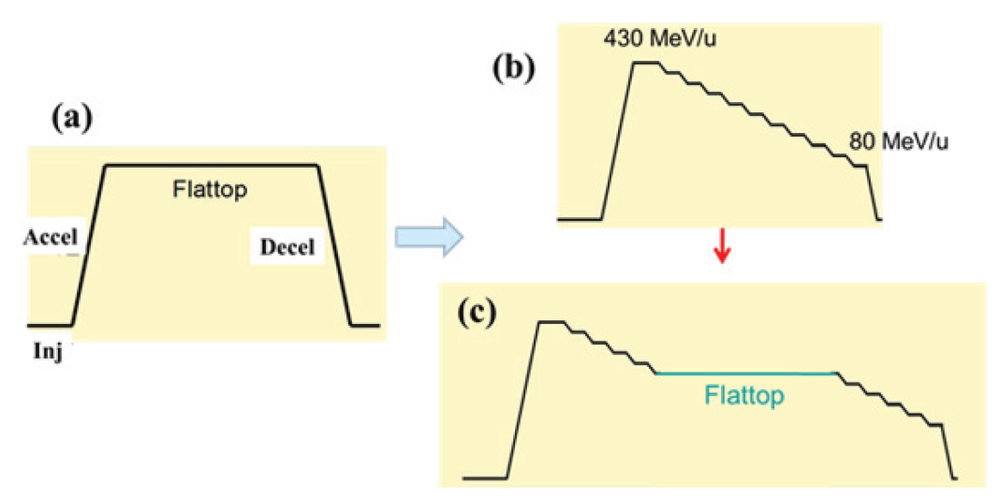 (a)
Flattop
Accel
Decel
Inj
(b)
430 MeV/u
80 MeV/u
(c)
Flattop